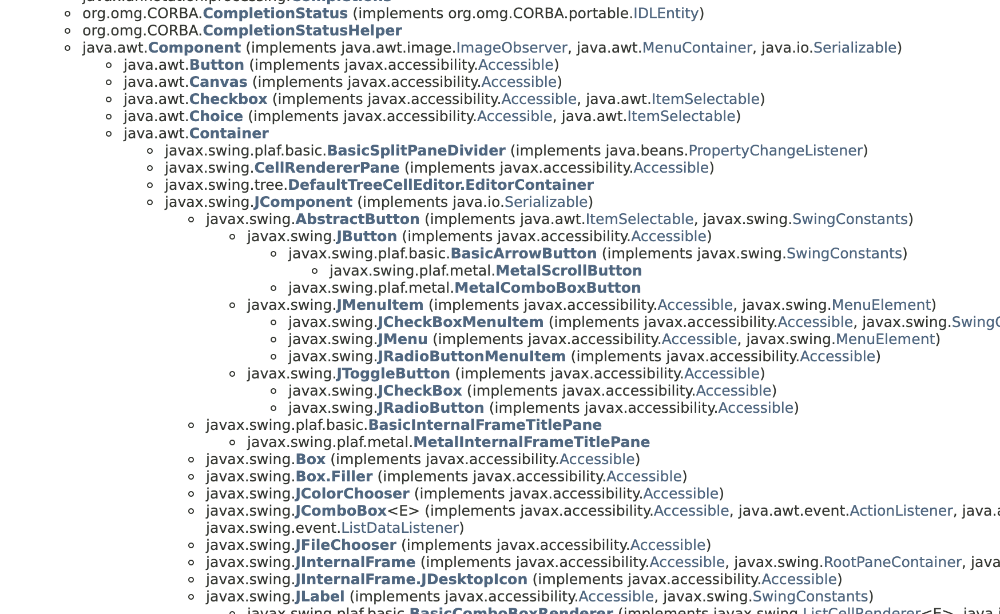 javax.annotation.processing.Completions
org.omg.CORBA.CompletionStatus (implements org.omg.CORBA.portable.IDLEntity)
org.omg.CORBA.CompletionStatusHelper
java.awt.Component (implements java.awt.image.ImageObserver, java.awt.MenuContainer, java.io.Serializable)
java.awt.Button (implements javax.accessibility.Accessible)
java.awt.Canvas (implements javax.accessibility.Accessible)
java.awt.Checkbox (implements javax.accessibility.Accessible, java.awt.ItemSelectable)
java.awt.Choice (implements javax.accessibility.Accessible, java.awt.ItemSelectable)
java.awt.Container
javax.swing.plaf.basic.BasicSplitPaneDivider (implements java.beans.PropertyChangeListener)
javax.swing.CellRendererPane (implements javax.accessibility.Accessible)
javax.swing.tree.DefaultTreeCellEditor.EditorContainer
javax.swing.JComponent (implements java.io.Serializable)
javax.swing.AbstractButton (implements java.awt.ItemSelectable, javax.swing.SwingConstants)
javax.swing.JButton (implements javax.accessibility.Accessible)
javax.swing.plaf.basic.BasicArrowButton (implements javax.swing.SwingConstants)
javax.swing.plaf.metal.MetalScrollButton
javax.swing.plaf.metal.MetalComboBoxButton
javax.swing.JMenuItem (implements javax.accessibility.Accessible, javax.swing.MenuElement)
javax.swing.JCheckBoxMenuItem (implements javax.accessibility.Accessible, javax.swing.Swing
javax.swing.JMenu (implements javax.accessibility.Accessible, javax.swing.MenuElement)
javax.swing.JRadioButtonMenuItem (implements javax.accessibility.Accessible)
javax.swing.JToggleButton (implements javax.accessibility.Accessible)
javax.swing.JCheckBox (implements javax.accessibility.Accessible)
javax.swing.JRadioButton (implements javax.accessibility.Accessible)
javax.swing.plaf.basic.BasicInternalFrameTitlePane
javax.swing.plaf.metal.MetalInternalFrameTitlePane
javax.swing.Box (implements javax.accessibility.Accessible)
javax.swing.Box.Filler (implements javax.accessibility.Accessible)
javax.swing.JColorChooser (implements javax.accessibility.Accessible)
javax.swing.JComboBox<E> (implements javax.accessibility.Accessible, java.awt.event.ActionListener, java.
javax.swing.event.ListDataListener)
javax.swing.JFileChooser (implements javax.accessibility.Accessible)
javax.swing.JInternalFrame (implements javax.accessibility.Accessible, javax.swing.RootPaneContainer, java
javax.swing.JInternalFrame.JDesktopIcon (implements javax.accessibility.Accessible)
javax.swing.JLabel (implements javax.accessibility.Accessible, javax.swing.SwingConstants)
javax.swing.plaf.basic.BasicComboBoxRenderer (implements javax.swing.ListCellRenderer<E>, java.